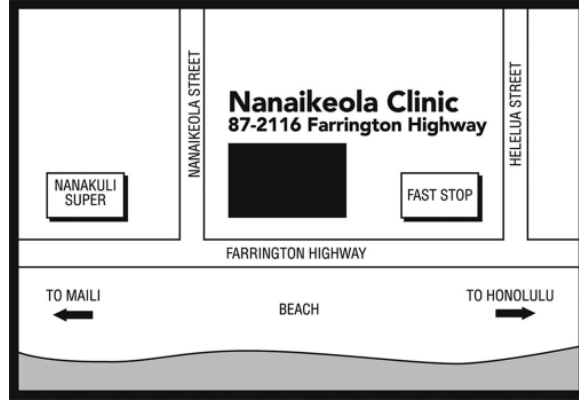 NANAIKEOLA STREET
Nanaikeola Clinic
87-2116 Farrington Highway
HELELUA STREET
NANAKULI
SUPER
FAST STOP
FARRINGTON HIGHWAY
TO MAILI
BEACH
TO HONOLULU